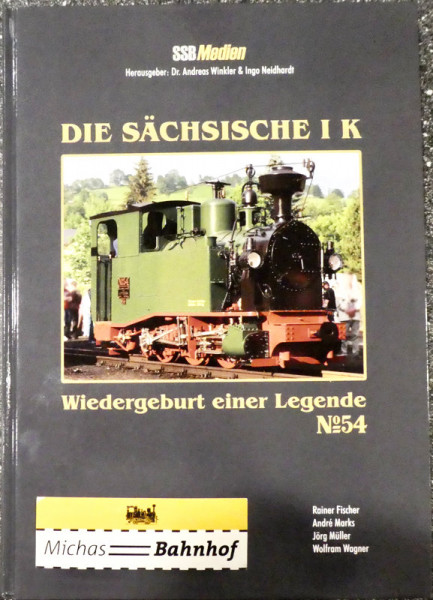 SSB Medien
Herausgeber: Dr. Andreas Winkler & Ingo Neidhardt
DIE SÄCHSISCHE I K
Wiedergeburt einer Legende
№54
Rainer Fischer
André Marks
Jörg Müller
Wolfram Wagner
Michas Bahnhof